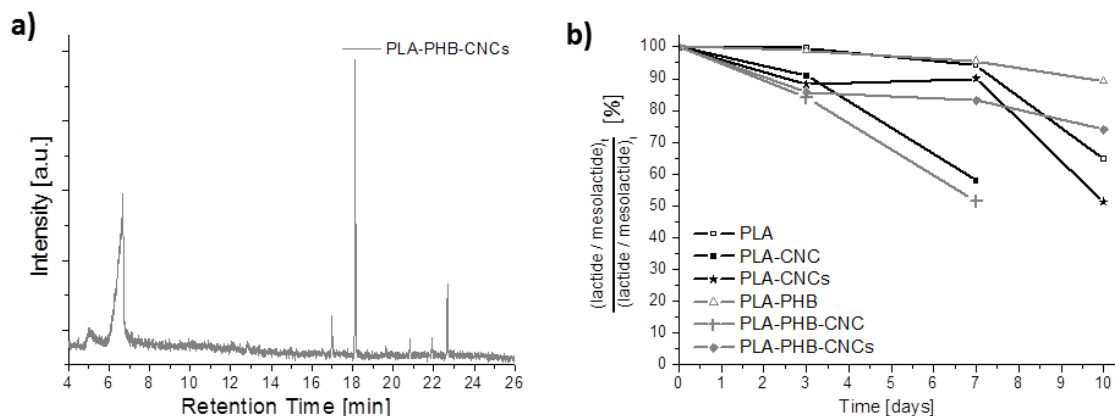 a)
PLA-PHB-CNCs
Intensity [a.u.]
4 6 8 10 12 14 16 18 20 22 24 26
Retention Time [min]
b)
(lactide / mesolactide)t
(lactide / mesolactide)i
[%]
100
90
80
70
60
50
40
30
20
10
0
PLA
PLA-CNC
PLA-CNCs
PLA-PHB
PLA-PHB-CNC
PLA-PHB-CNCs
0 1 2 3 4 5 6 7 8 9 10
Time [days]